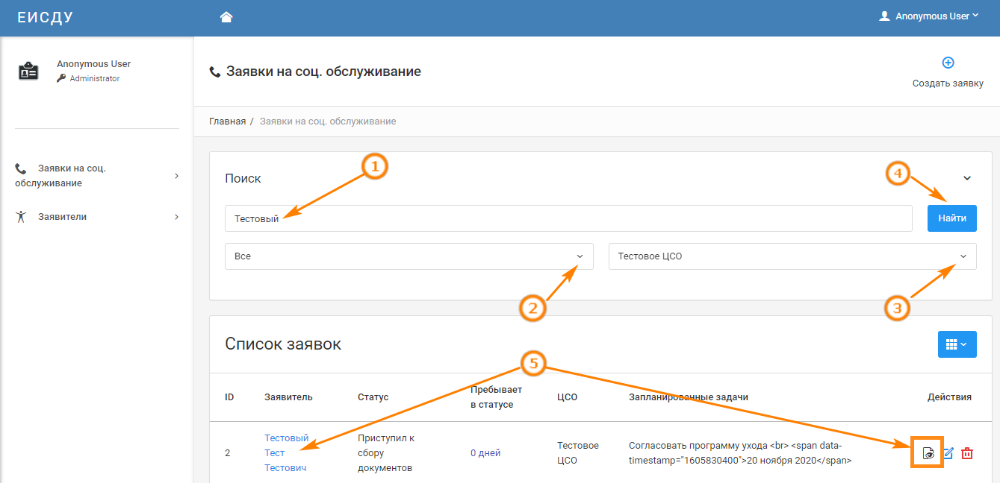 ЕИСДУ
Anonymous User
Anonymous User
Administrator
Заявки на соц. обслуживание
Создать заявку
Главная / Заявки на соц. обслуживание
Заявки на соц.
обслуживание
Заявители
1
4
Поиск
Тестовый
Найти
Все
Тестовое ЦСО
2
3
Список заявок
5
ID
Заявитель
Статус
Пребывает
в статусе
ЦСО
Запланированные задачи
Действия
2
Тестовый
Тест
Тестович
Приступил к
сбору
документов
0 дней
Тестовое
ЦСО
Согласовать программу ухода <br> <span data-
timestamp="1605830400">20 ноября 2020</span>